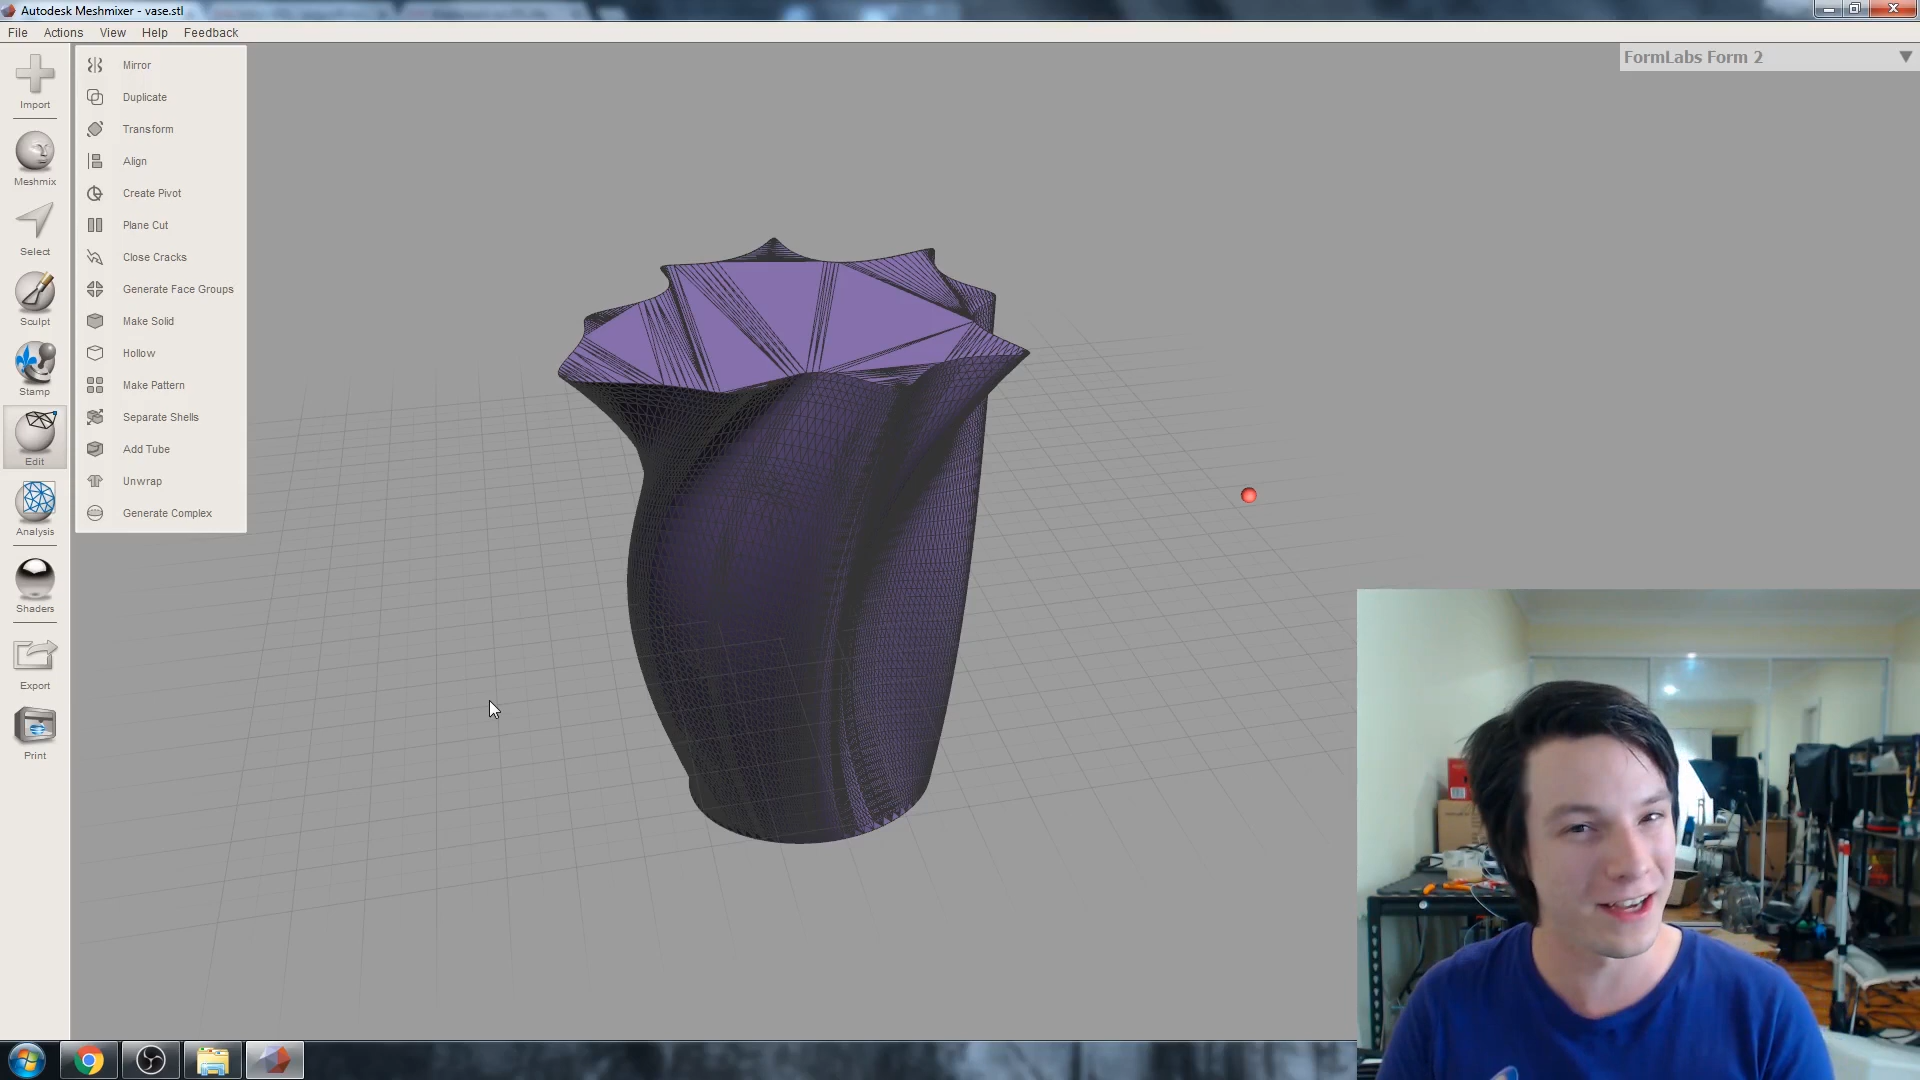 Autodesk Meshmixer - vase.stl
File Actions View Help Feedback
FormLabs Form 2
Import
Meshmix
Select
Sculpt
Stamp
Edit
Analysis
Shaders
Export
Print
Mirror
Duplicate
Transform
Align
Create Pivot
Plane Cut
Close Cracks
Generate Face Groups
Make Solid
Hollow
Make Pattern
Separate Shells
Add Tube
Unwrap
Generate Complex